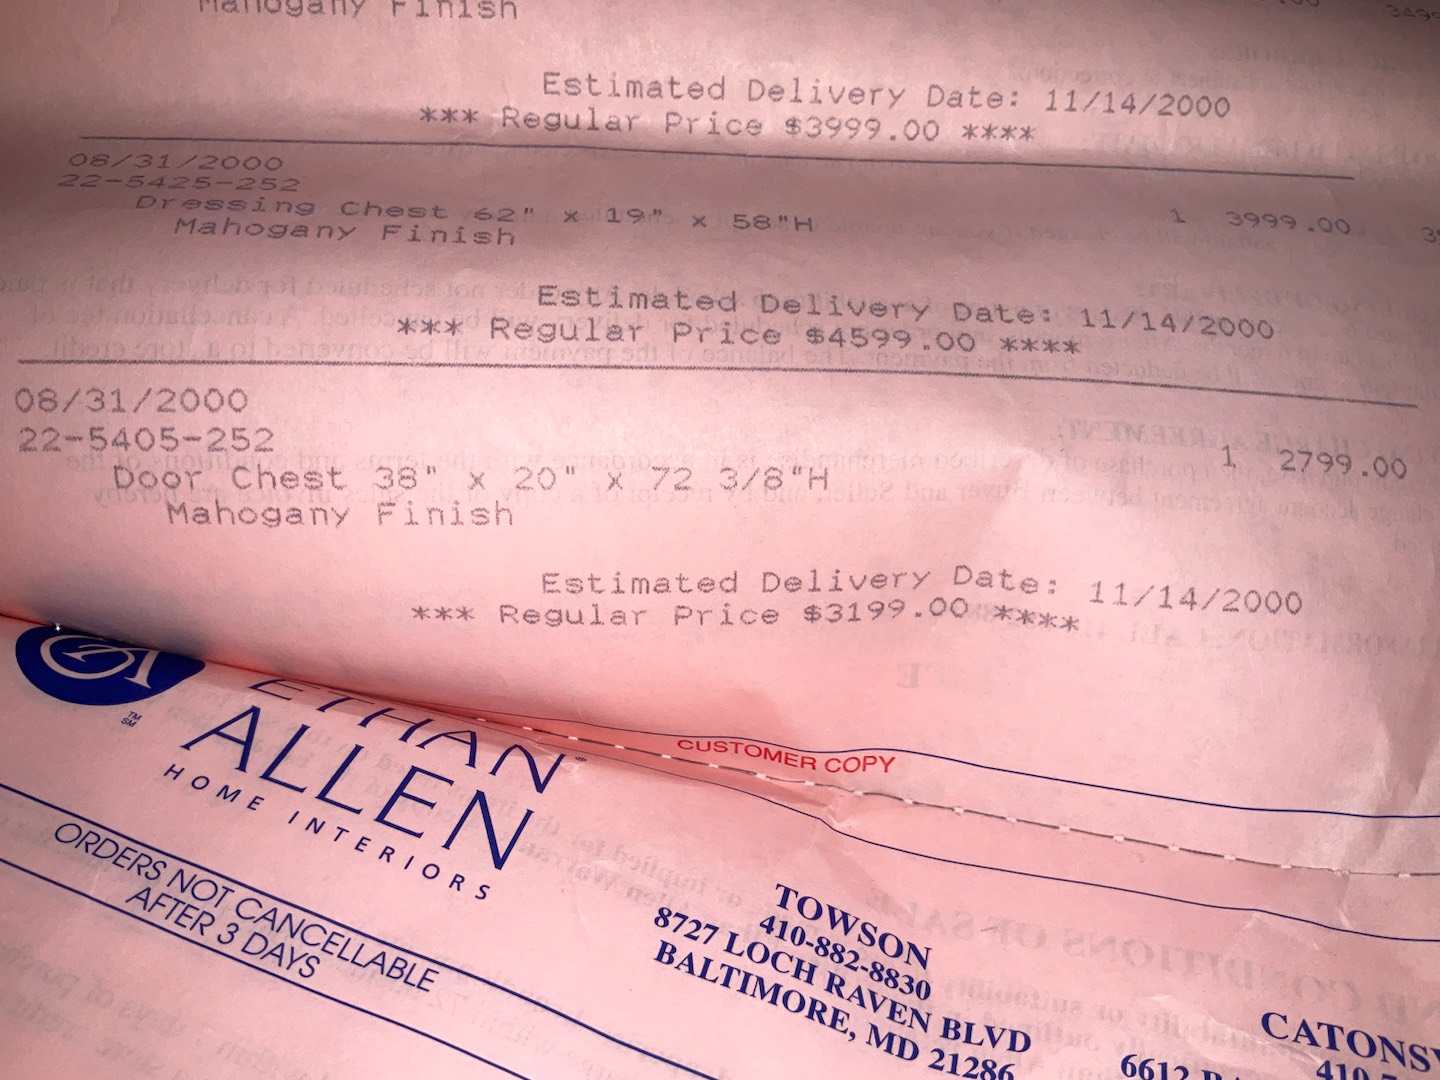 Mahogany Finish
Estimated Delivery Date: 11/14/2000
*** Regular Price $3999.00 ****
08/31/2000
22-5425-252
Dressing Chest 62" x 19" x 58"H 1 3999.00
Mahogany Finish
Estimated Delivery Date: 11/14/2000
*** Regular Price $4599.00 ****
08/31/2000
22-5405-252
Door Chest 38" x 20" x 72 3/8"H 1 2799.00
Mahogany Finish
Estimated Delivery Date: 11/14/2000
*** Regular Price $3199.00 ****
CUSTOMER COPY
ETHAN
ALLEN
HOME INTERIORS
TM
SM
ORDERS NOT CANCELLABLE
AFTER 3 DAYS
TOWSON
410-882-8830
8727 LOCH RAVEN BLVD
BALTIMORE, MD 21286
CATONS
6612